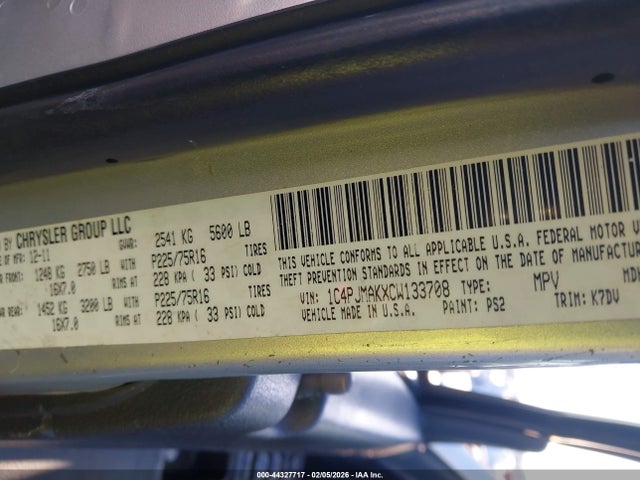 BY CHRYSLER GROUP LLC
OF MFR: 12-11 GVWR: 2541 KG 5600 LB
FRONT 1248 KG 2750 LB WITH P225/75R16 TIRES
16X7.0 RIMS AT 228 KPA ( 33 PSI) COLD
REAR: 1452 KG 3200 LB WITH P225/75R16 TIRES
16X7.0 RIMS AT 228 KPA ( 33 PSI) COLD
THIS VEHICLE CONFORMS TO ALL APPLICABLE U.S.A. FEDERAL MOTOR V
THEFT PREVENTION STANDARDS IN EFFECT ON THE DATE OF MANUFACTUR
VIN: 1C4PJMAKXCW133708 TYPE: MPV MD
VEHICLE MADE IN U.S.A. PAINT: PS2 TRIM: K7DV
000-44327717 - 02/05/2026 - IAA Inc.